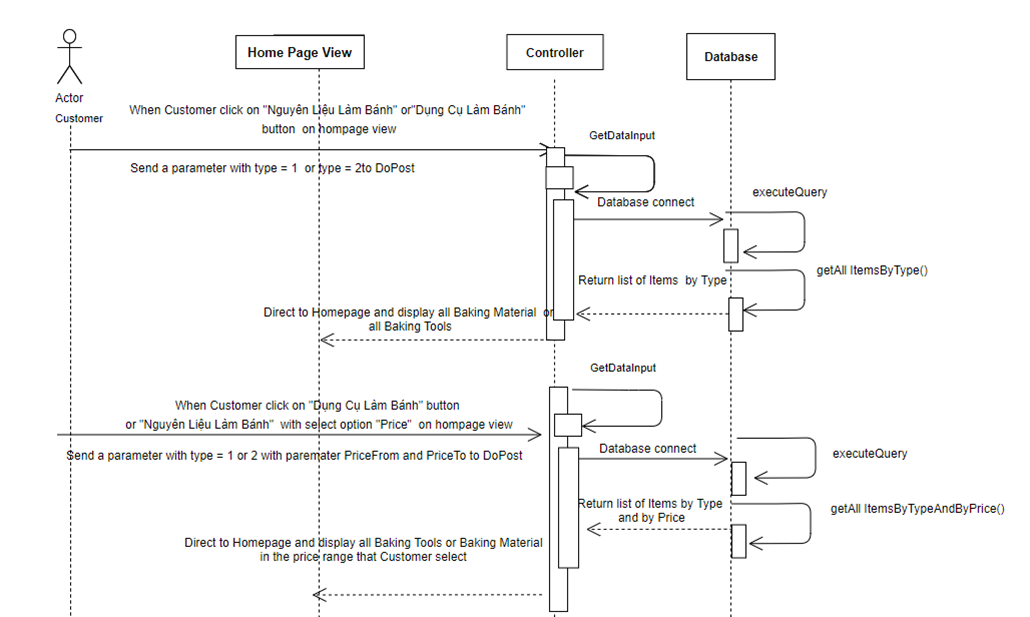 Home Page View
Controller
Database
Actor
Customer
When Customer click on "Nguyên Liệu Làm Bánh" or"Dụng Cụ Làm Bánh"
button on hompage view
GetDataInput
Send a parameter with type = 1 or type = 2to DoPost
executeQuery
Database connect
getAll ItemsByType()
Return list of Items by Type
Direct to Homepage and display all Baking Material or
all Baking Tools
GetDataInput
When Customer click on "Dụng Cụ Làm Bánh" button
or "Nguyên Liệu Làm Bánh" with select option "Price" on hompage view
Database connect
executeQuery
Send a parameter with type = 1 or 2 with paremater PriceFrom and PriceTo to DoPost
Return list of Items by Type
and by Price
getAll ItemsByTypeAndByPrice()
Direct to Homepage and display all Baking Tools or Baking Material
in the price range that Customer select